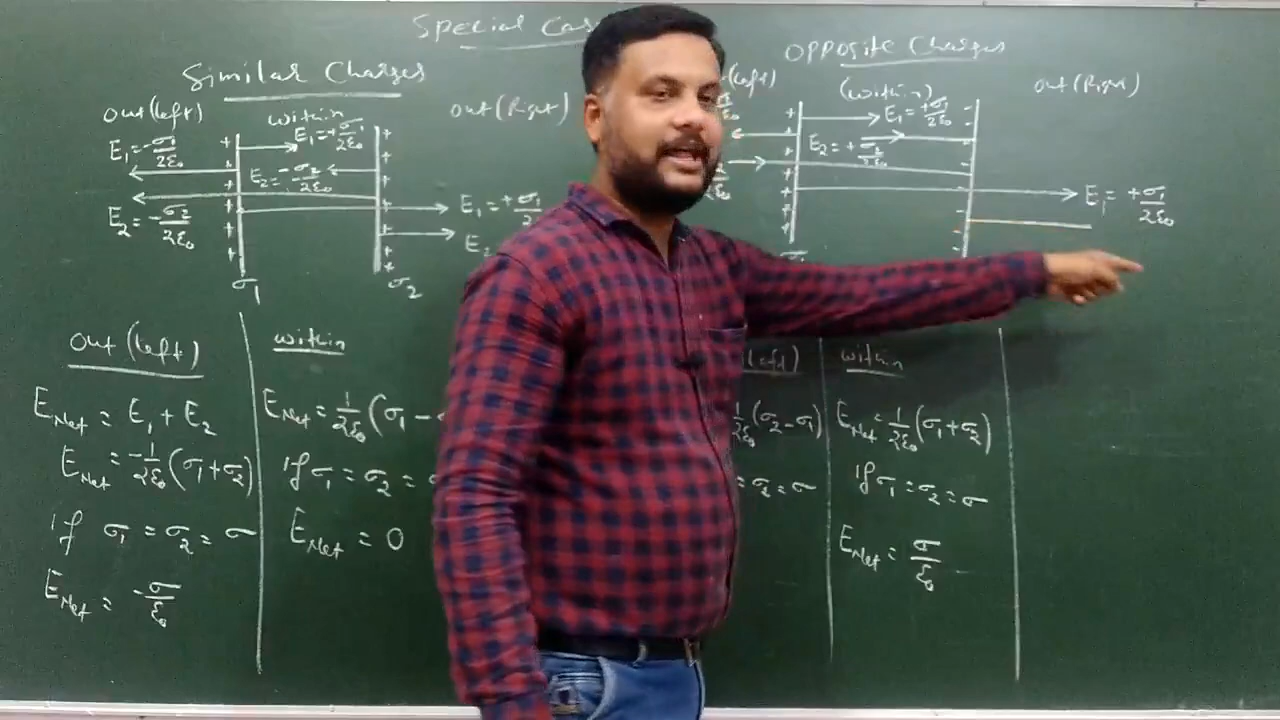 Special
Similar Charges
out (left)
within
out (Right)
E₁ = -σ₁/2ε₀
E₁ = +σ₁/2ε₀
E₂ = -σ₂/2ε₀
E₂ = -σ₂/2ε₀
E₁ = +σ₁/2
E₂
σ₁
σ₂
OPPOSITE Charges
(left)
(within)
out (Right)
E₁ = +σ₁/2ε₀
E₂ = +σ₂/2ε₀
E₁ = +σ₁/2ε₀
out (left)
E_Net = E₁ + E₂
E_Net = -1/2ε₀ (σ₁ + σ₂)
if σ₁ = σ₂ = σ
E_Net = -σ/ε₀
within
E_Net = 1/2ε₀ (σ₁ -
if σ₁ = σ₂ =
E_Net = 0
(left)
1/2ε₀ (σ₂ - σ₁)
= σ₂ = σ
within
E_Net = 1/2ε₀ (σ₁ + σ₂)
if σ₁ = σ₂ = σ
E_Net = σ/ε₀